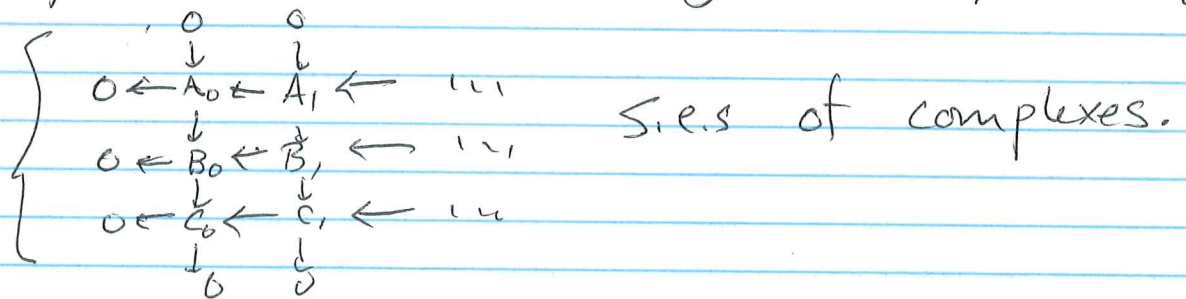 0 0
↓ ↓
0 ← A₀ ← A₁ ← ...
↓ ↓
0 ← B₀ ← B₁ ← ...
↓ ↓
0 ← C₀ ← C₁ ← ...
↓ ↓
0 0
s.e.s of complexes.